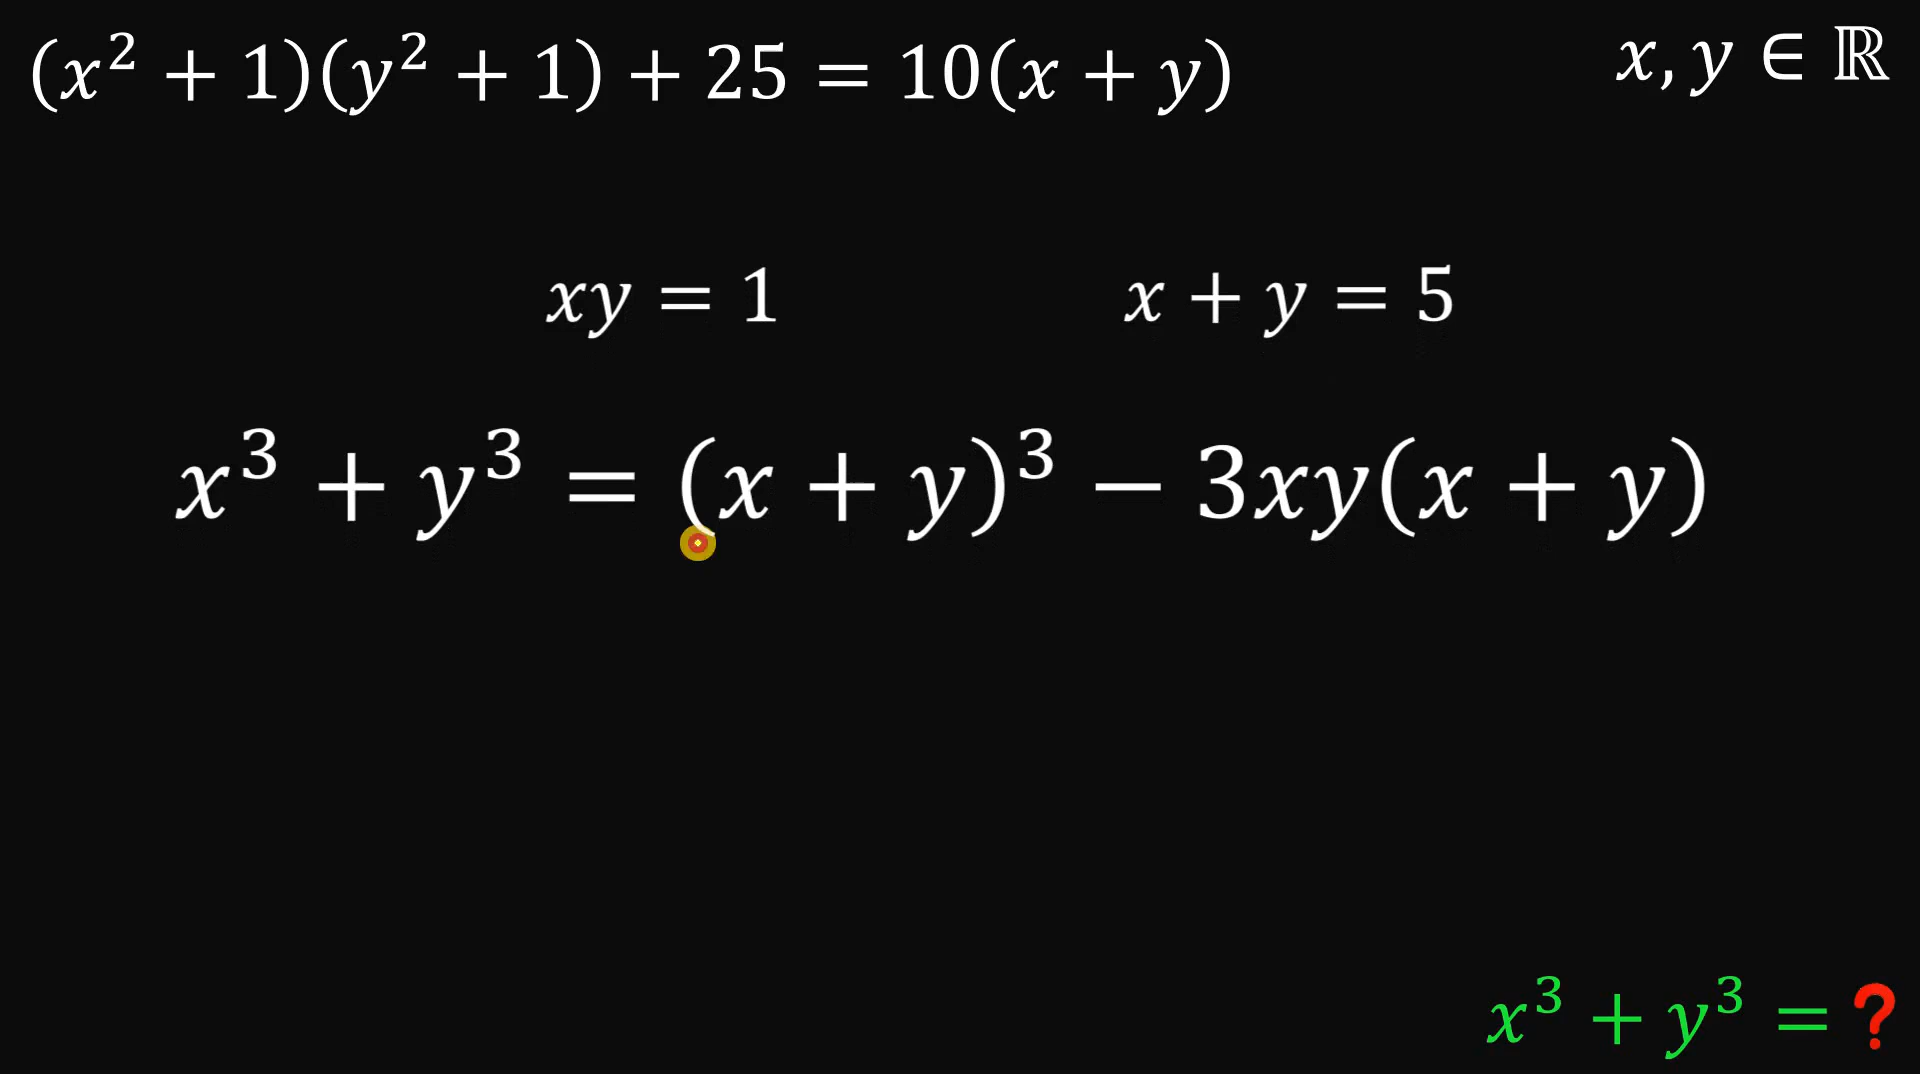 (x² + 1)(y² + 1) + 25 = 10(x + y)
x, y ∈ ℝ
xy = 1
x + y = 5
x³ + y³ = (x + y)³ − 3xy(x + y)
x³ + y³ = ?